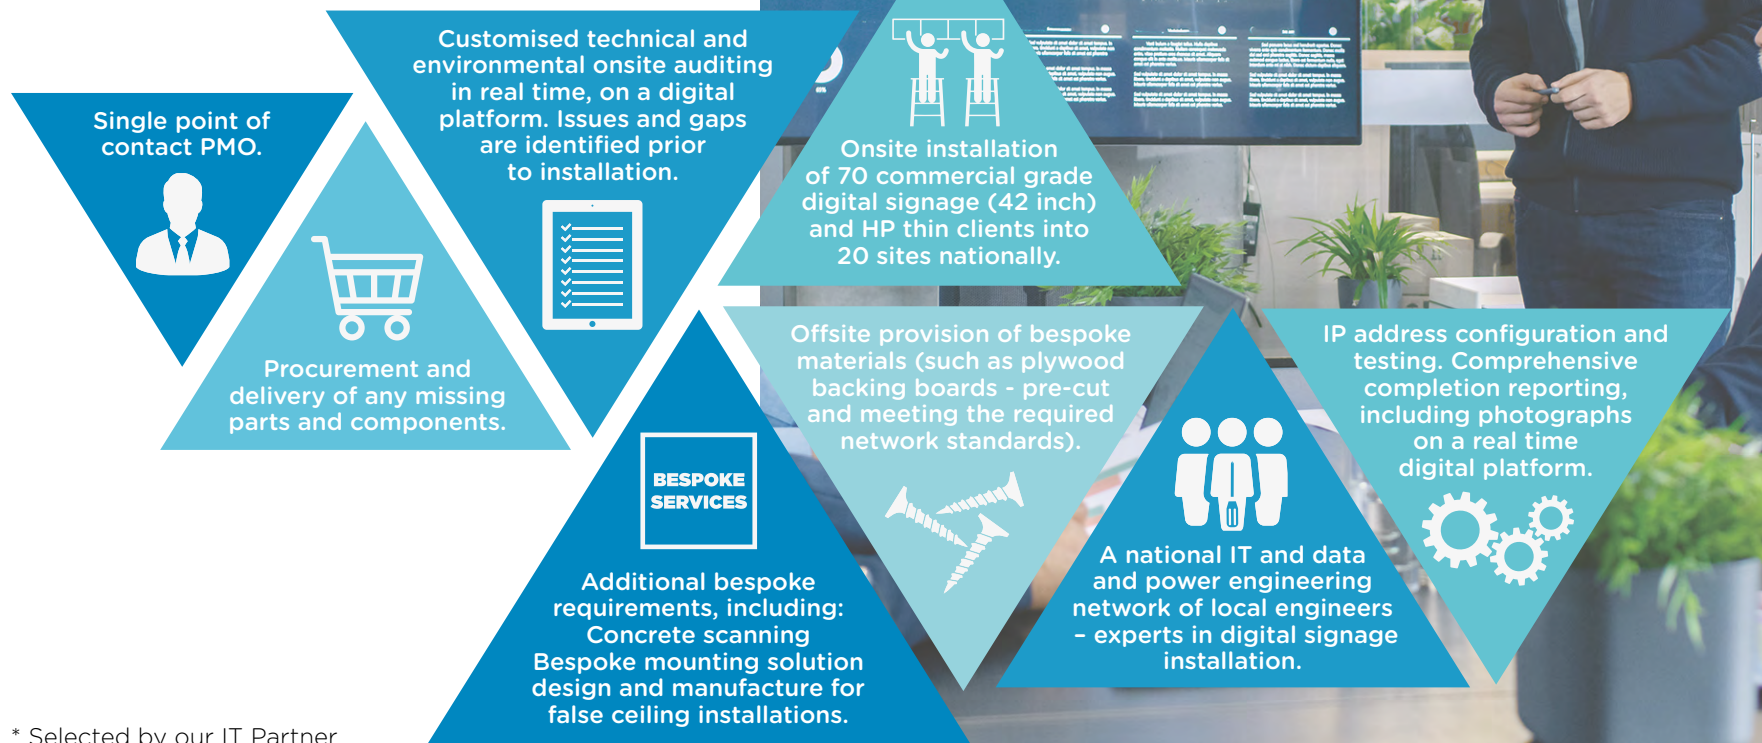 Customised technical and
environmental onsite auditing
in real time, on a digital
platform. Issues and gaps
are identified prior
to installation.
Single point of
contact PMO.
Procurement and
delivery of any missing
parts and components.
Onsite installation
of 70 commercial grade
digital signage (42 inch)
and HP thin clients into
20 sites nationally.
Offsite provision of bespoke
materials (such as plywood
backing boards - pre-cut
and meeting the required
network standards).
IP address configuration and
testing. Comprehensive
completion reporting,
including photographs
on a real time
digital platform.
BESPOKE
SERVICES
Additional bespoke
requirements, including:
Concrete scanning
Bespoke mounting solution
design and manufacture for
false ceiling installations.
A national IT and data
and power engineering
network of local engineers
– experts in digital signage
installation.
* Selected by our IT Partner